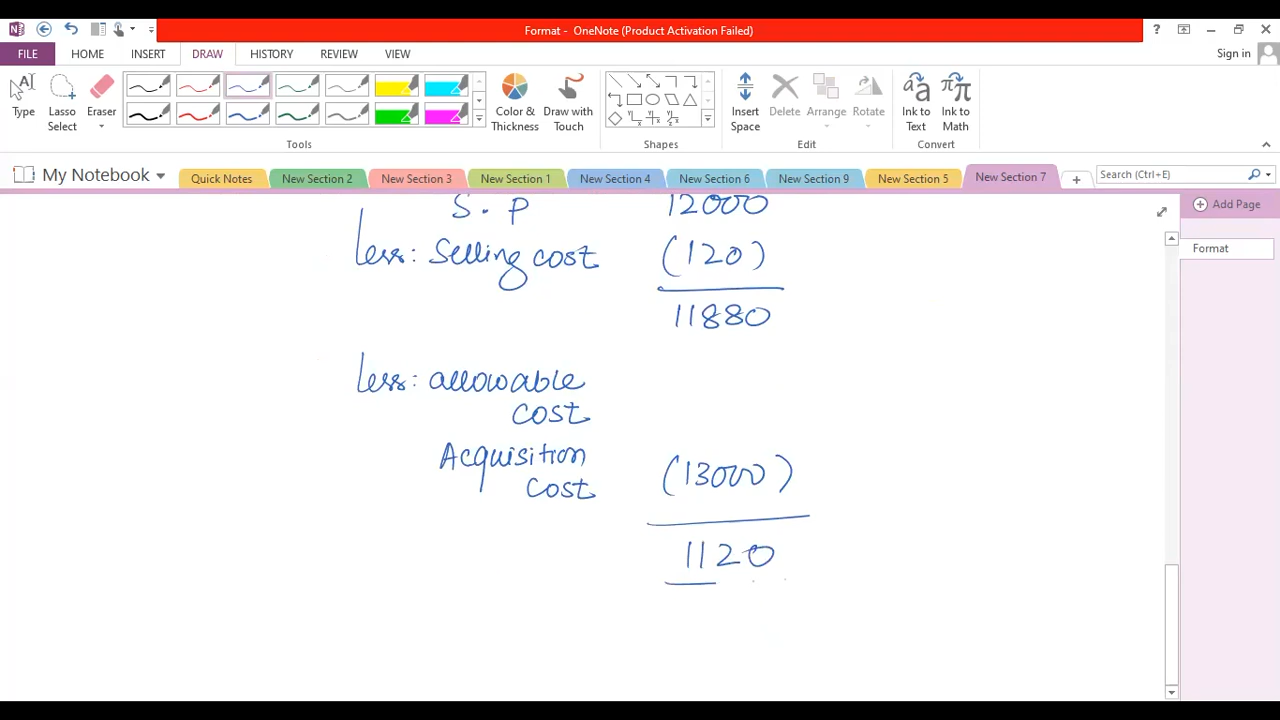 Format - OneNote (Product Activation Failed)
?
Sign in
FILE HOME INSERT DRAW HISTORY REVIEW VIEW
Type
Lasso Select
Eraser
Color & Thickness
Draw with Touch
Insert Space
Delete
Arrange
Rotate
Ink to Text
Ink to Math
Tools Shapes Edit Convert
My Notebook Quick Notes New Section 2 New Section 3 New Section 1 New Section 4 New Section 6 New Section 9 New Section 5 New Section 7 Search (Ctrl+E)
Add Page
Format
S.P 12000
less: Selling cost (120)
11880
less: allowable
cost
Acquisition
cost (13000)
1120